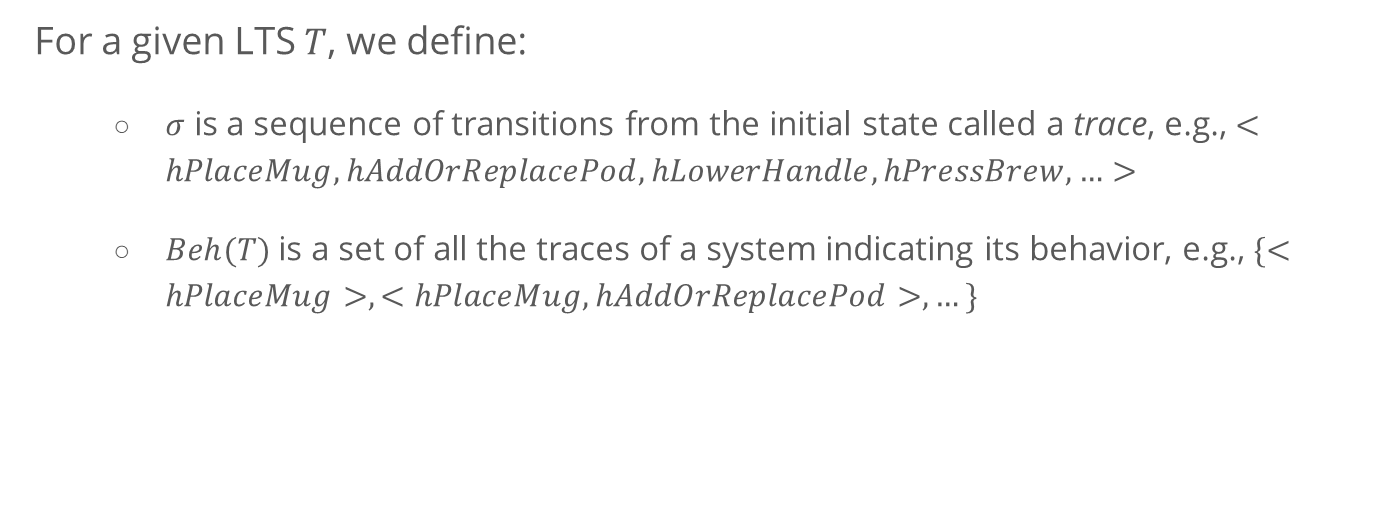 For a given LTS T, we define:
○ σ is a sequence of transitions from the initial state called a trace, e.g., <
hPlaceMug, hAddOrReplacePod, hLowerHandle, hPressBrew, … >
○ Beh(T) is a set of all the traces of a system indicating its behavior, e.g., {<
hPlaceMug >, < hPlaceMug, hAddOrReplacePod >, … }